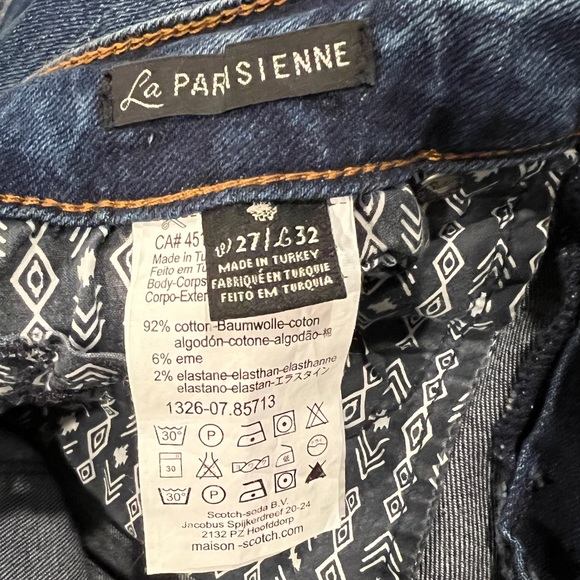 La PARISIENNE
CA# 451
W 27/L 32
Made in Tu
Feito em Tu
MADE IN TURKEY
Body-Corps
FABRIQUÉ EN TURQUIE
Corpo-Exter
FEITO EM TURQUIA
92% cotton-Baumwolle-coton
algodón-cotone-algodão-棉
6% eme
2% elastane-elasthan-elasthanne
elastano-elastan-エラスタイン
1326-07.85713
30° P
30
30° P
Scotch-soda B.V.
Jacobus Spijkerdreef 20-24
2132 PZ Hoofddorp
maison -scotch.com